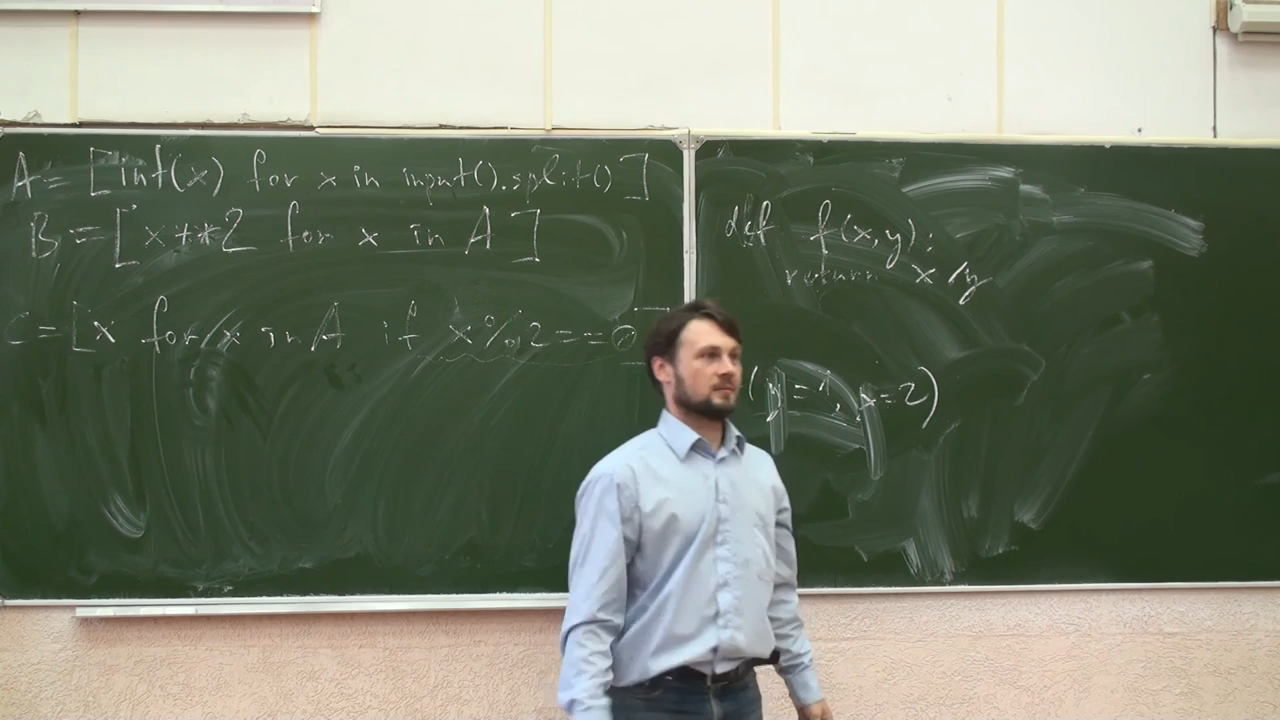 A = [int(x) for x in input().split()]
B = [x**2 for x in A]
C = [x for x in A if x%2==0]
def f(x,y):
return x/y
(y=1, x=2)